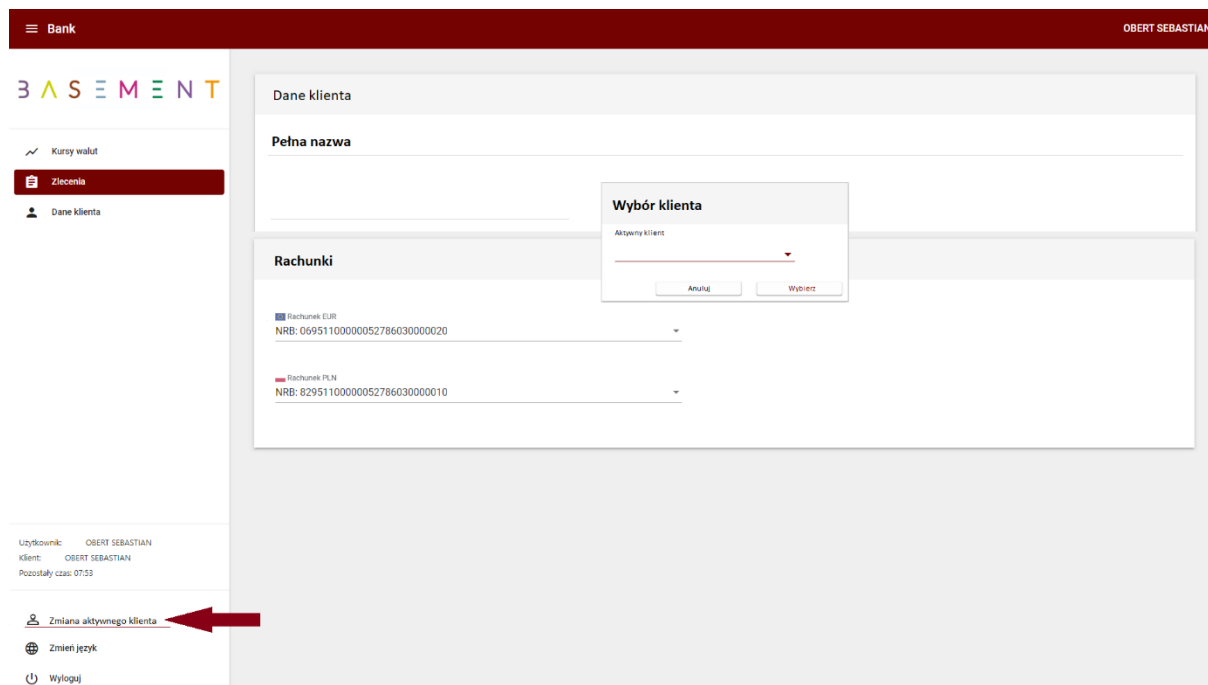 Bank
OBERT SEBASTIAN
BASEMENT
Kursy walut
Zlecenia
Dane klienta
Dane klienta
Pełna nazwa
Wybór klienta
Aktywny klient
Anuluj Wybierz
Rachunki
Rachunek EUR
NRB: 06951100000052786030000020
Rachunek PLN
NRB: 82951100000052786030000010
Użytkownik: OBERT SEBASTIAN
Klient: OBERT SEBASTIAN
Pozostały czas: 07:53
Zmiana aktywnego klienta
Zmień język
Wyloguj